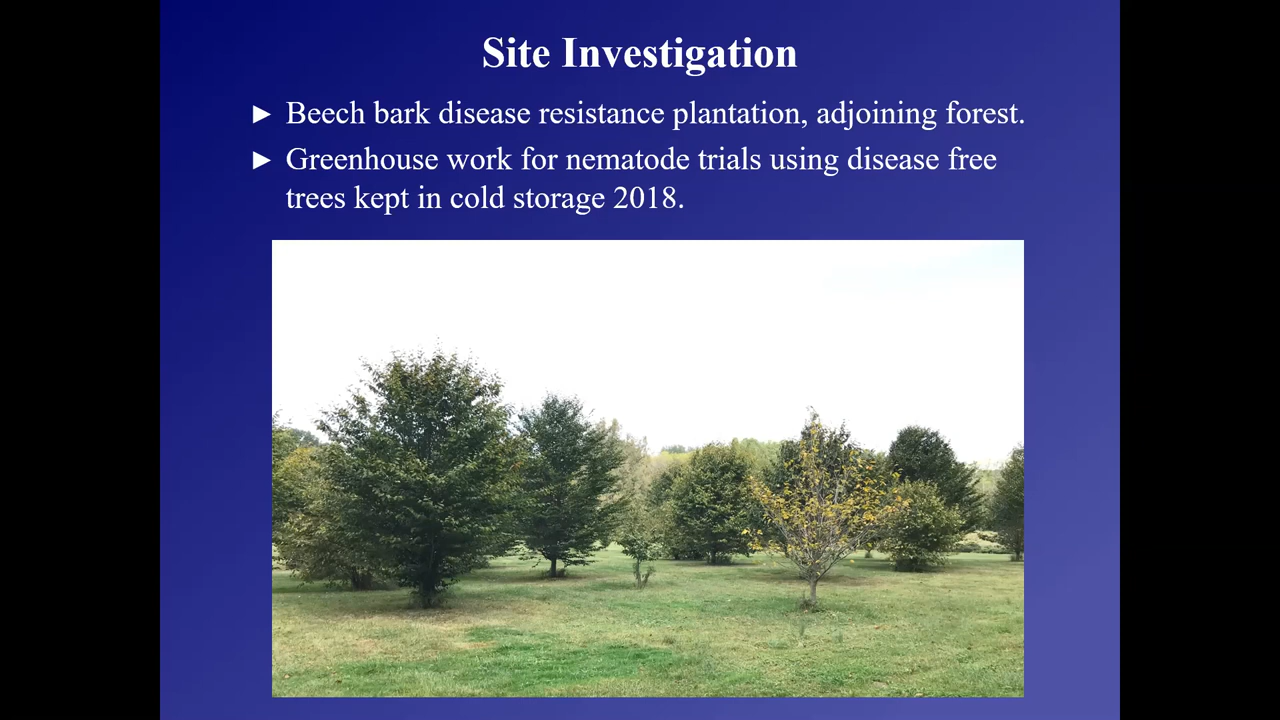 Site Investigation
► Beech bark disease resistance plantation, adjoining forest.
► Greenhouse work for nematode trials using disease free
trees kept in cold storage 2018.